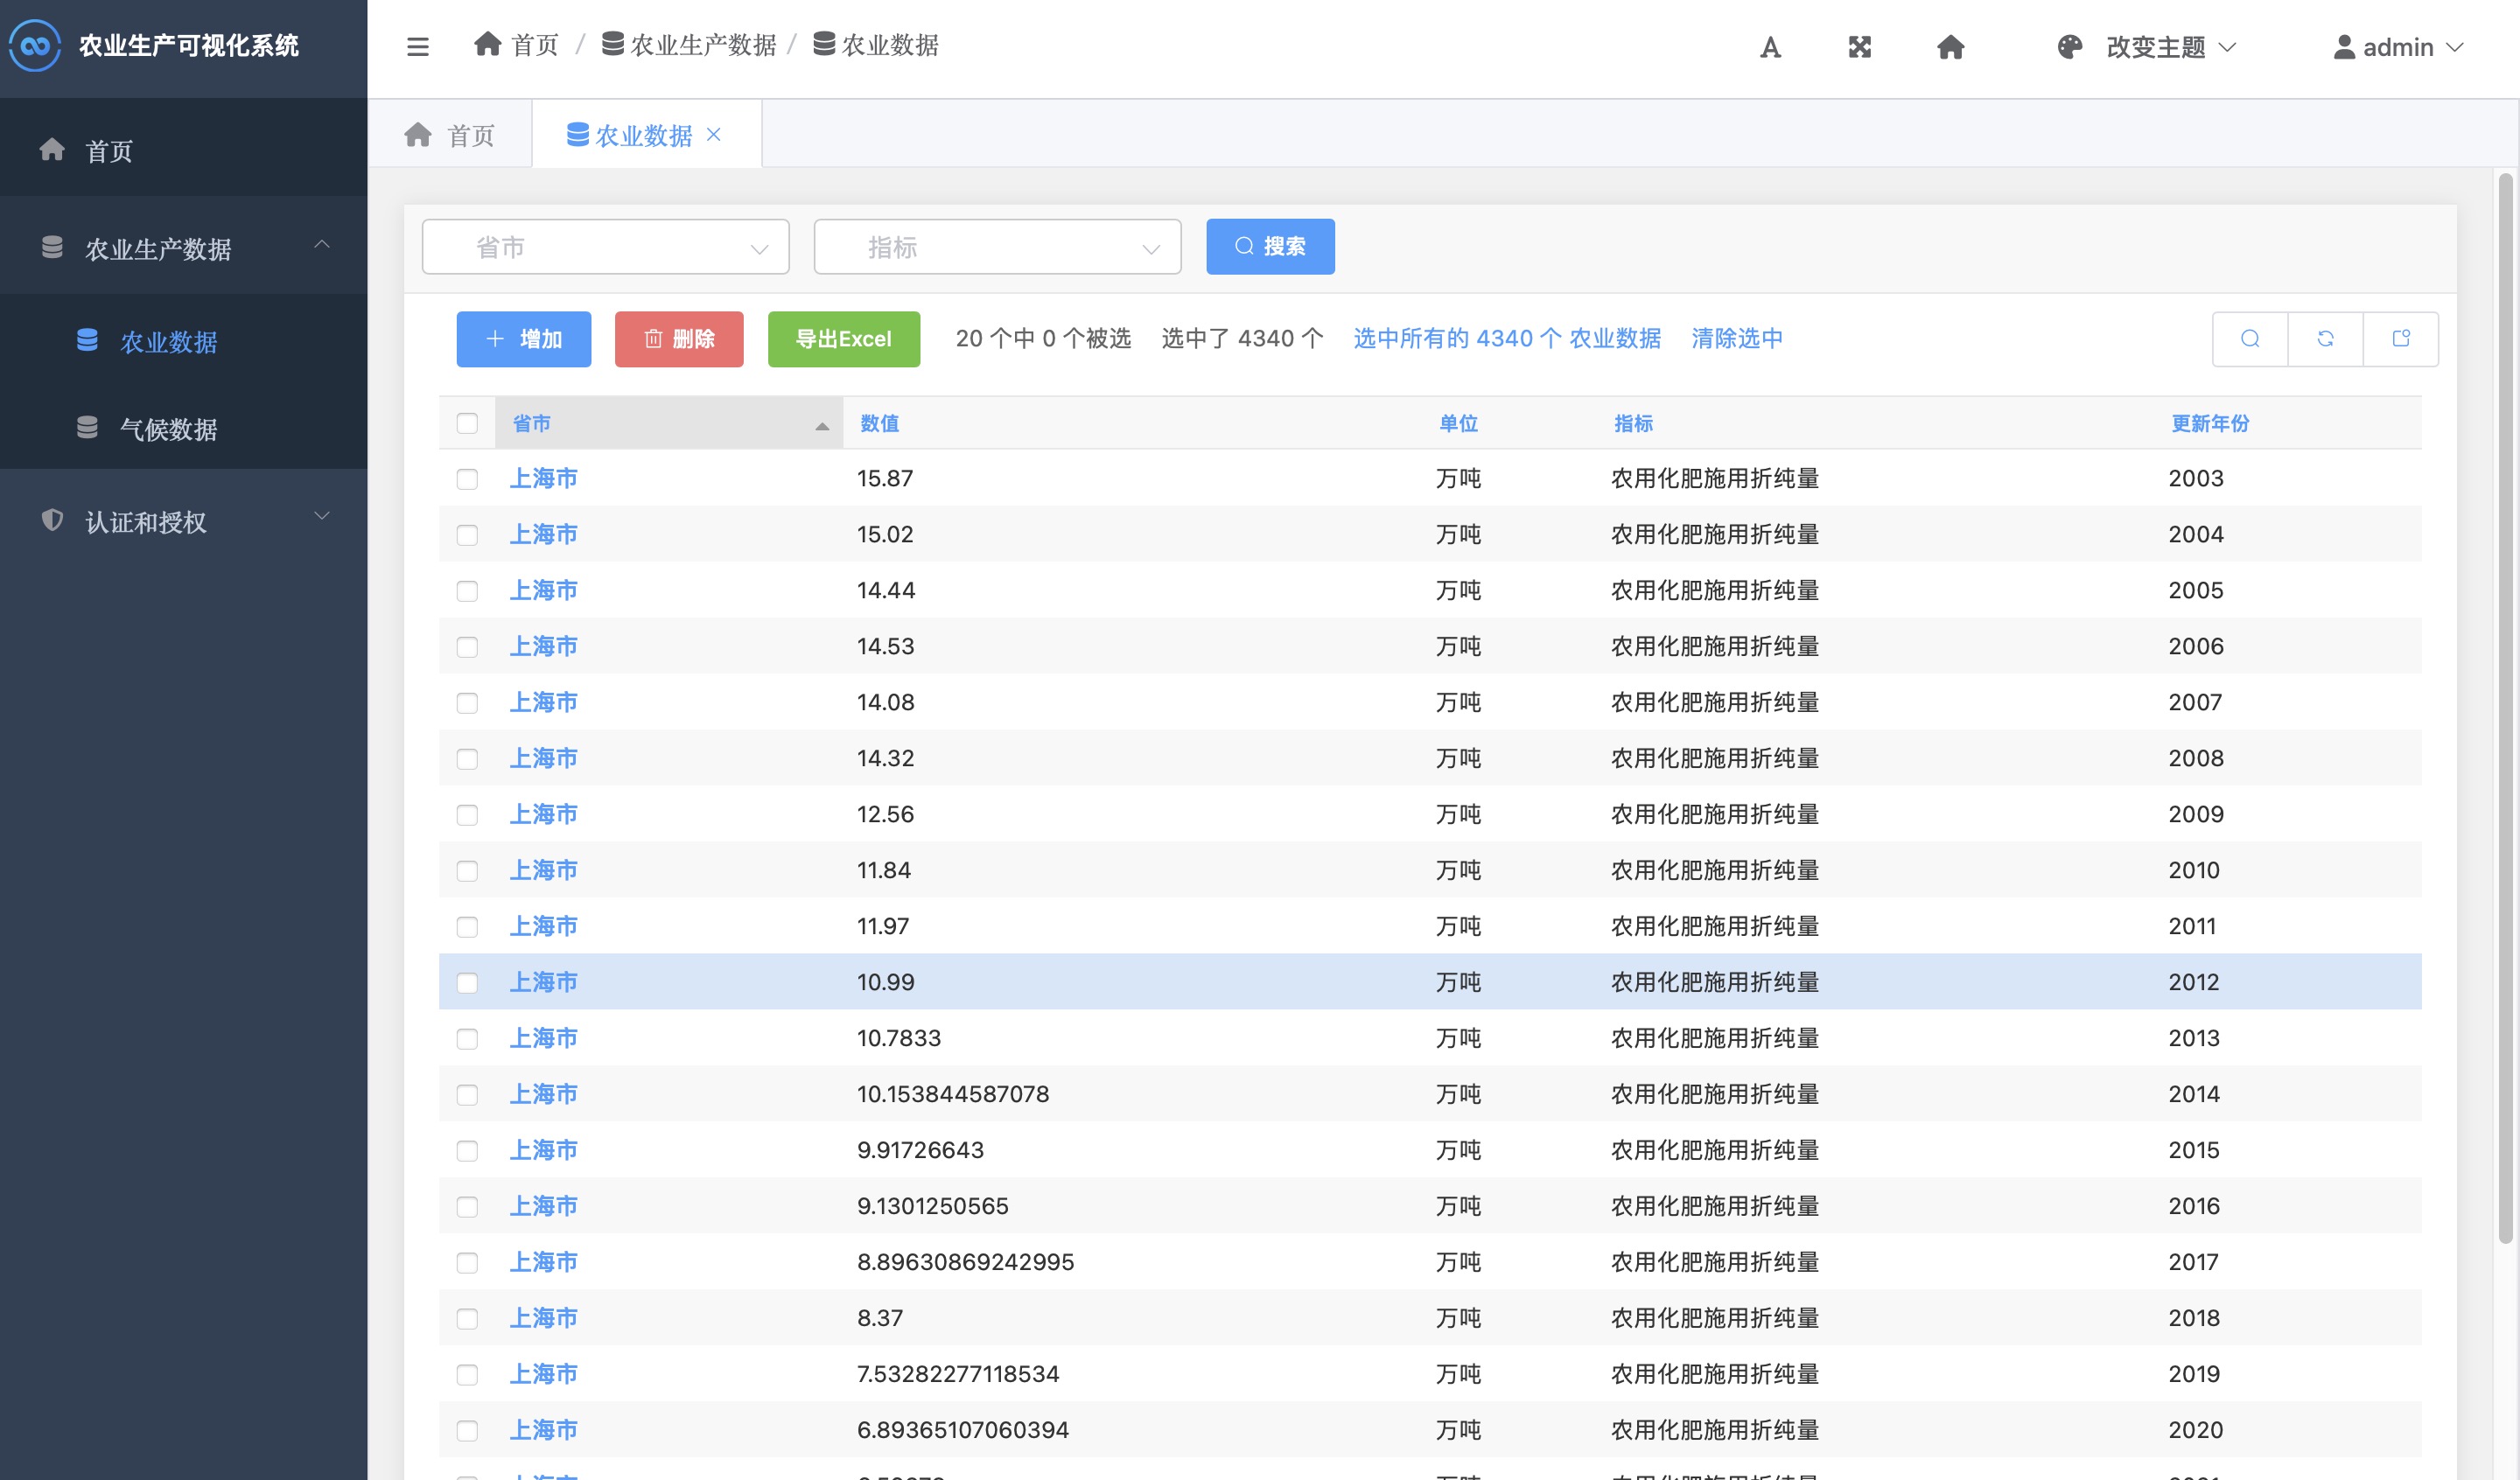 农业生产可视化系统
首页 / 农业生产数据 / 农业数据
A
改变主题
admin
首页
农业数据
首页
农业生产数据
农业数据
气候数据
认证和授权
省市
指标
搜索
增加
删除
导出Excel
20 个中 0 个被选 选中了 4340 个 选中所有的 4340 个 农业数据 清除选中
省市 数值 单位 指标 更新年份
上海市 15.87 万吨 农用化肥施用折纯量 2003
上海市 15.02 万吨 农用化肥施用折纯量 2004
上海市 14.44 万吨 农用化肥施用折纯量 2005
上海市 14.53 万吨 农用化肥施用折纯量 2006
上海市 14.08 万吨 农用化肥施用折纯量 2007
上海市 14.32 万吨 农用化肥施用折纯量 2008
上海市 12.56 万吨 农用化肥施用折纯量 2009
上海市 11.84 万吨 农用化肥施用折纯量 2010
上海市 11.97 万吨 农用化肥施用折纯量 2011
上海市 10.99 万吨 农用化肥施用折纯量 2012
上海市 10.7833 万吨 农用化肥施用折纯量 2013
上海市 10.153844587078 万吨 农用化肥施用折纯量 2014
上海市 9.91726643 万吨 农用化肥施用折纯量 2015
上海市 9.1301250565 万吨 农用化肥施用折纯量 2016
上海市 8.89630869242995 万吨 农用化肥施用折纯量 2017
上海市 8.37 万吨 农用化肥施用折纯量 2018
上海市 7.53282277118534 万吨 农用化肥施用折纯量 2019
上海市 6.89365107060394 万吨 农用化肥施用折纯量 2020